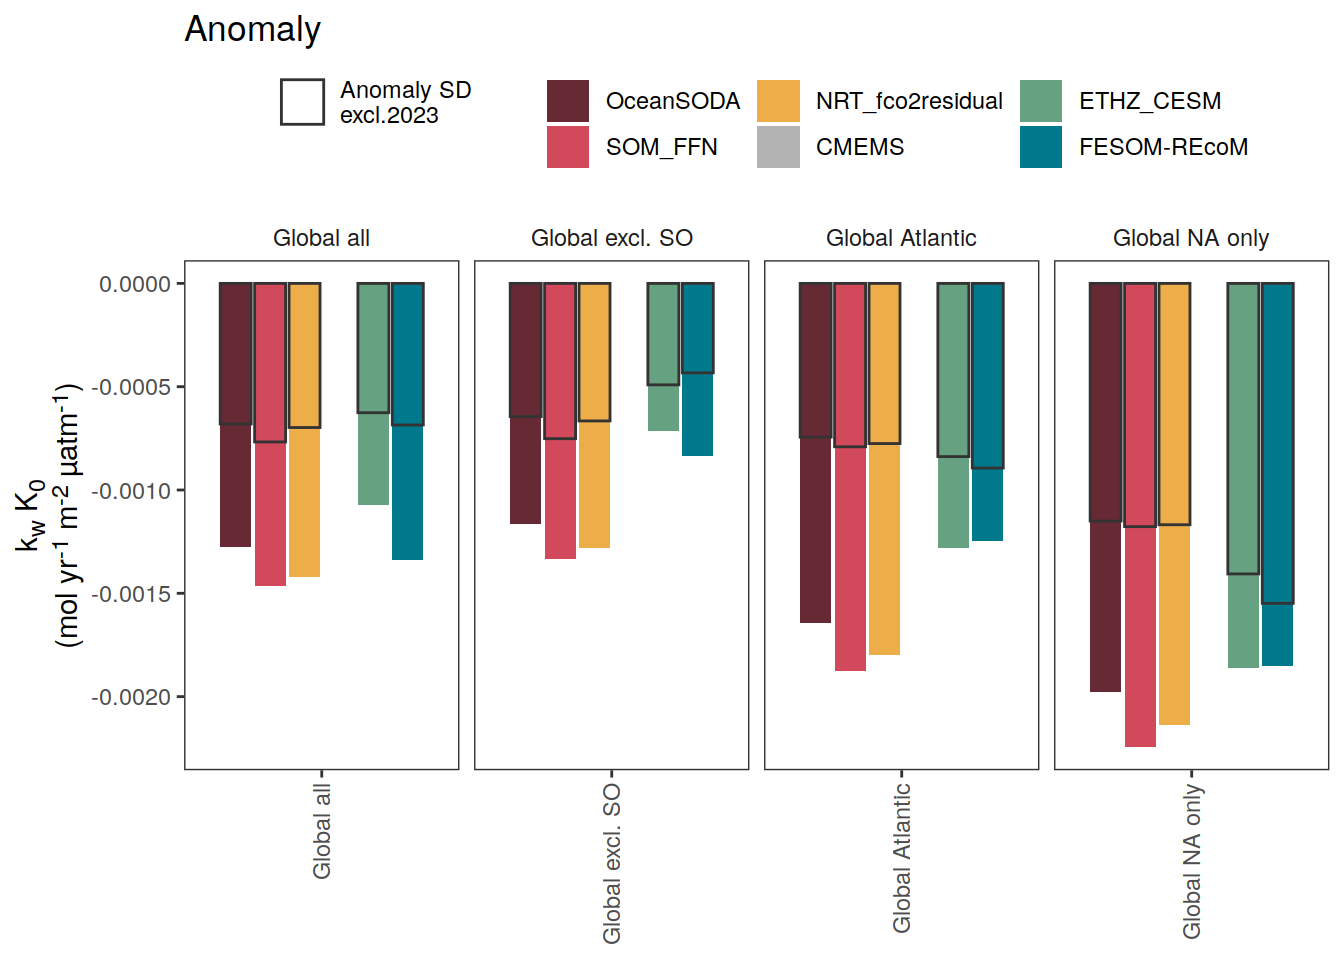 Anomaly
Anomaly SD
excl.2023
OceanSODA
SOM_FFN
NRT_fco2residual
CMEMS
ETHZ_CESM
FESOM-REcoM
Global all
Global excl. SO
Global Atlantic
Global NA only
0.0000
-0.0005
-0.0010
-0.0015
-0.0020
k_w K_0
(mol yr^-1 m^-2 µatm^-1)
Global all
Global excl. SO
Global Atlantic
Global NA only